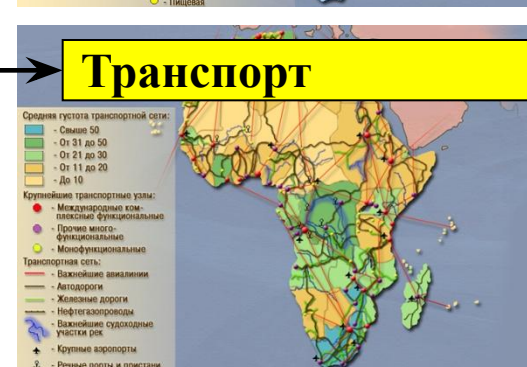 - Пищевая
Транспорт
Средняя густота транспортной сети:
- Свыше 50
- От 31 до 50
- От 21 до 30
- От 11 до 20
- До 10
Крупнейшие транспортные узлы:
- Международные ком-
плексные функциональные
- Прочие много-
функциональные
- Монофункциональные
Транспортная сеть:
- Важнейшие авиалинии
- Автодороги
- Железные дороги
- Нефтегазопроводы
- Важнейшие судоходные
участки рек
- Крупные аэропорты
- Речные порты и пристани